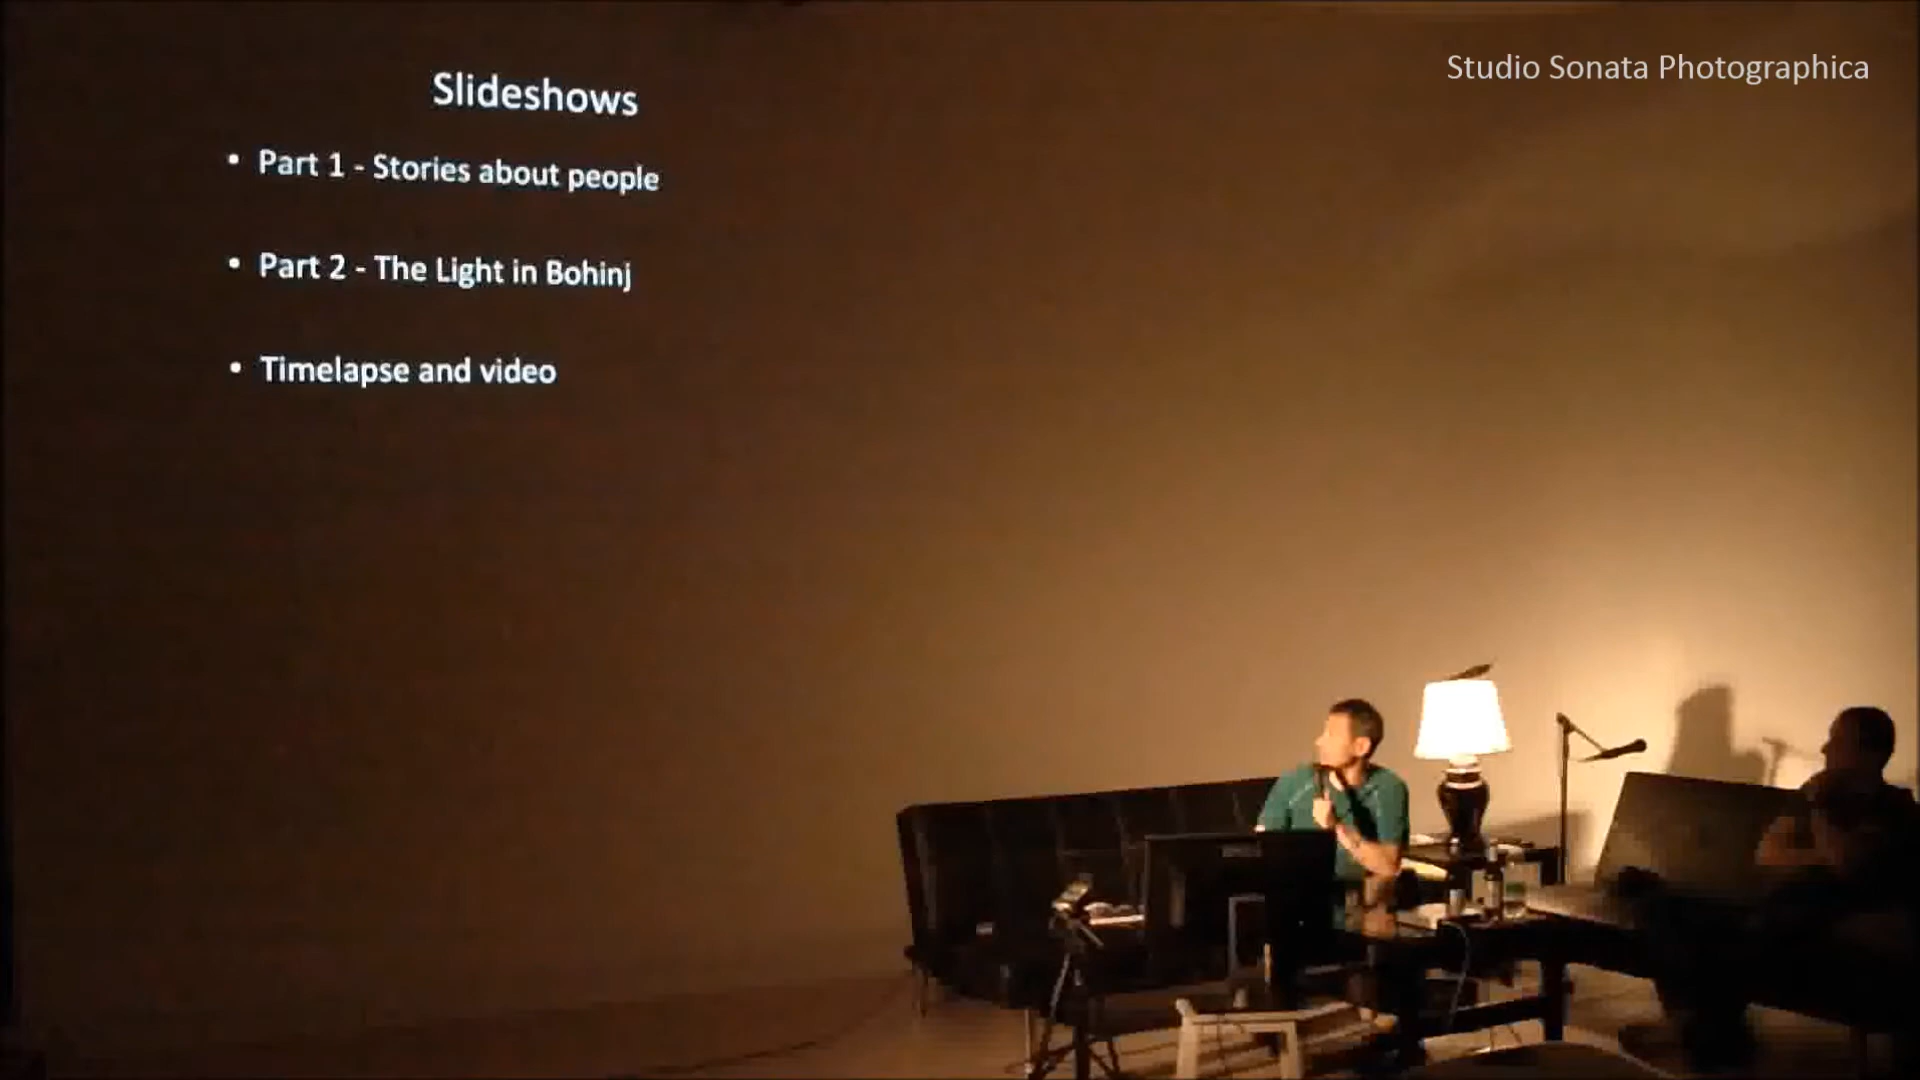 Studio Sonata Photographica
Slideshows
• Part 1 - Stories about people
• Part 2 - The Light in Bohinj
• Timelapse and video